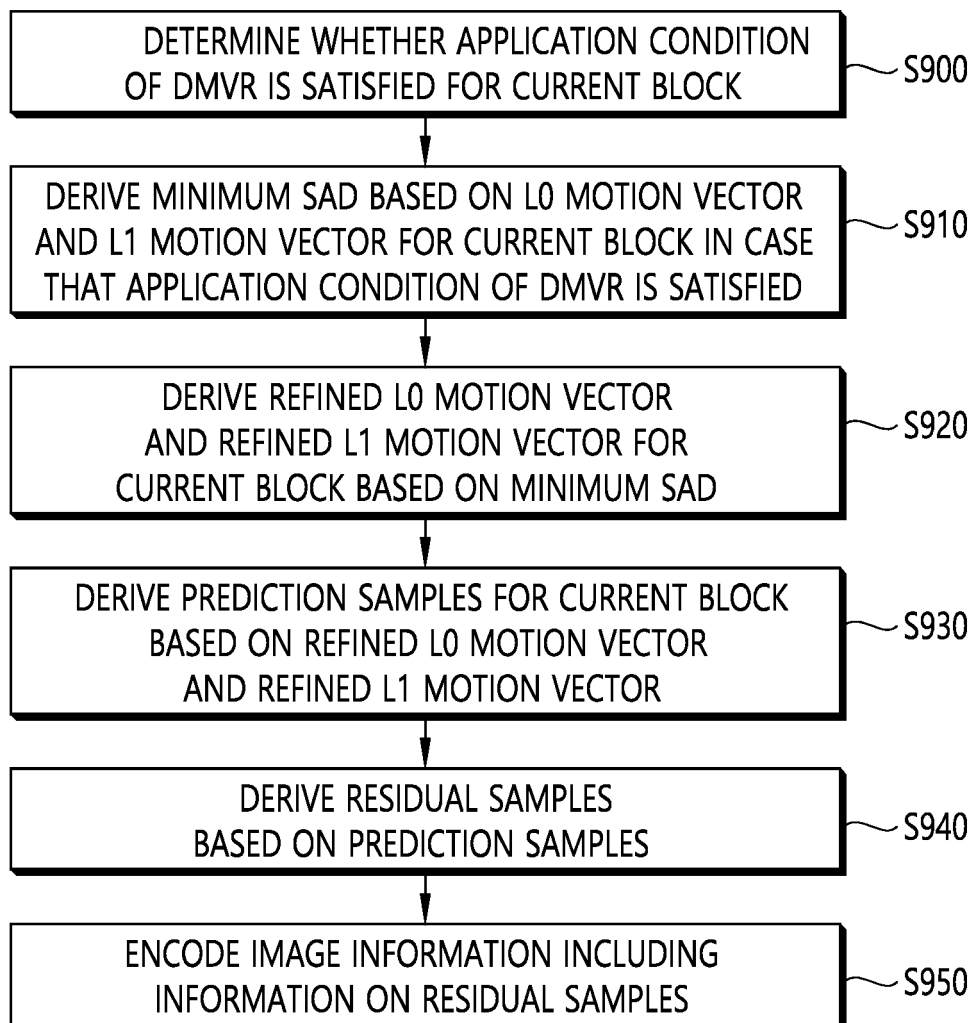 DETERMINE WHETHER APPLICATION CONDITION
OF DMVR IS SATISFIED FOR CURRENT BLOCK
S900
DERIVE MINIMUM SAD BASED ON L0 MOTION VECTOR
AND L1 MOTION VECTOR FOR CURRENT BLOCK IN CASE
THAT APPLICATION CONDITION OF DMVR IS SATISFIED
S910
DERIVE REFINED L0 MOTION VECTOR
AND REFINED L1 MOTION VECTOR FOR
CURRENT BLOCK BASED ON MINIMUM SAD
S920
DERIVE PREDICTION SAMPLES FOR CURRENT BLOCK
BASED ON REFINED L0 MOTION VECTOR
AND REFINED L1 MOTION VECTOR
S930
DERIVE RESIDUAL SAMPLES
BASED ON PREDICTION SAMPLES
S940
ENCODE IMAGE INFORMATION INCLUDING
INFORMATION ON RESIDUAL SAMPLES
S950